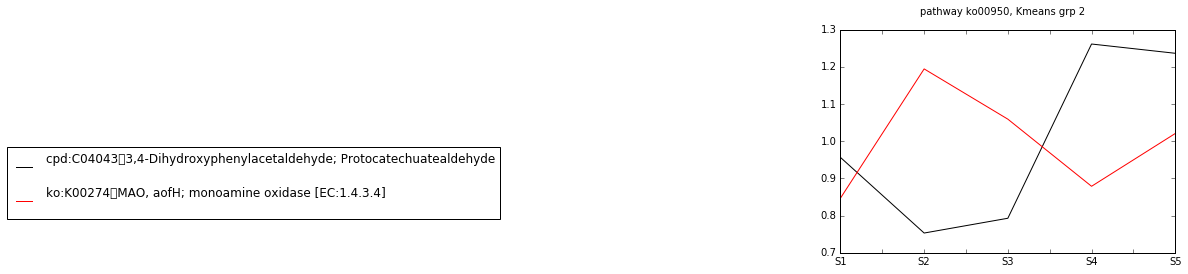 pathway ko00950, Kmeans grp 2
1.3
1.2
1.1
1.0
0.9
0.8
0.7
S1 S2 S3 S4 S5
cpd:C04043▯3,4-Dihydroxyphenylacetaldehyde; Protocatechuatealdehyde
ko:K00274▯MAO, aofH; monoamine oxidase [EC:1.4.3.4]